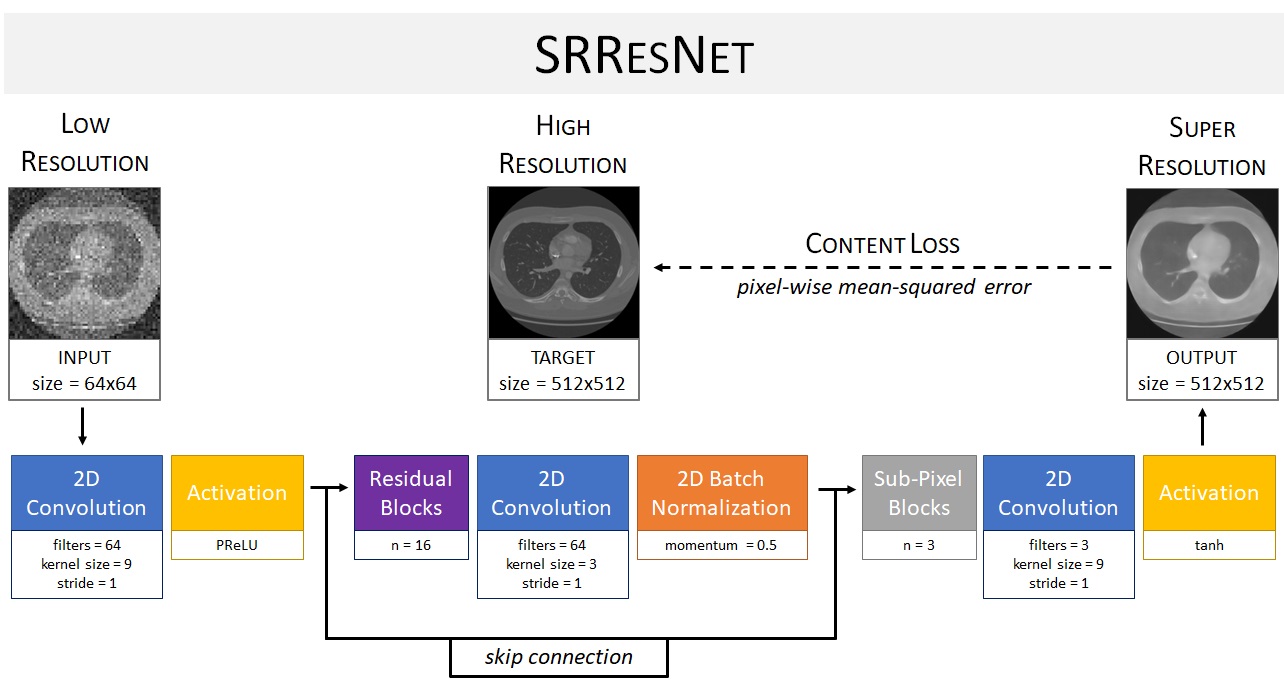 SRRESNET
LOW
RESOLUTION
INPUT
size = 64x64
HIGH
RESOLUTION
TARGET
size = 512x512
CONTENT LOSS
pixel-wise mean-squared error
SUPER
RESOLUTION
OUTPUT
size = 512x512
2D
Convolution
filters = 64
kernel size = 9
stride = 1
Activation
PReLU
Residual
Blocks
n = 16
2D
Convolution
filters = 64
kernel size = 3
stride = 1
2D Batch
Normalization
momentum = 0.5
Sub-Pixel
Blocks
n = 3
2D
Convolution
filters = 3
kernel size = 9
stride = 1
Activation
tanh
skip connection